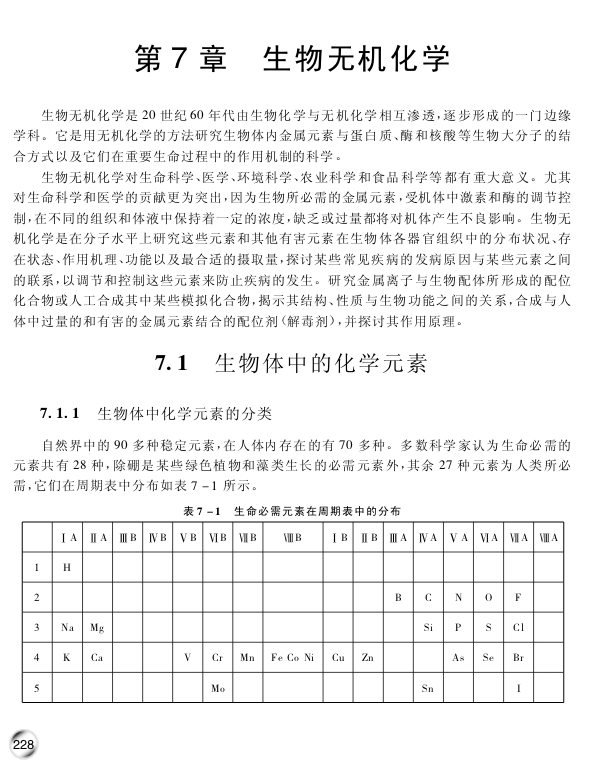 第 7 章 生物无机化学
生物无机化学是 20 世纪 60 年代由生物化学与无机化学相互渗透,逐步形成的一门边缘
学科。它是用无机化学的方法研究生物体内金属元素与蛋白质、酶和核酸等生物大分子的结
合方式以及它们在重要生命过程中的作用机制的科学。
生物无机化学对生命科学、医学、环境科学、农业科学和食品科学等都有重大意义。尤其
对生命科学和医学的贡献更为突出,因为生物所必需的金属元素,受机体中激素和酶的调节控
制,在不同的组织和体液中保持着一定的浓度,缺乏或过量都将对机体产生不良影响。生物无
机化学是在分子水平上研究这些元素和其他有害元素在生物体各器官组织中的分布状况、存
在状态、作用机理、功能以及最合适的摄取量,探讨某些常见疾病的发病原因与某些元素之间
的联系,以调节和控制这些元素来防止疾病的发生。研究金属离子与生物配体所形成的配位
化合物或人工合成其中某些模拟化合物,揭示其结构、性质与生物功能之间的关系,合成与人
体中过量的和有害的金属元素结合的配位剂(解毒剂),并探讨其作用原理。
7.1 生物体中的化学元素
7.1.1 生物体中化学元素的分类
自然界中的 90 多种稳定元素,在人体内存在的有 70 多种。多数科学家认为生命必需的
元素共有 28 种,除硼是某些绿色植物和藻类生长的必需元素外,其余 27 种元素为人类所必
需,它们在周期表中分布如表 7－1 所示。
表 7－1 生命必需元素在周期表中的分布
ⅠA ⅡA ⅢB ⅣB ⅤB ⅥB ⅦB ⅧB ⅠB ⅡB ⅢA ⅣA ⅤA ⅥA ⅦA ⅧA
1 H
2 B C N O F
3 Na Mg Si P S Cl
4 K Ca V Cr Mn Fe Co Ni Cu Zn As Se Br
5 Mo Sn I
228